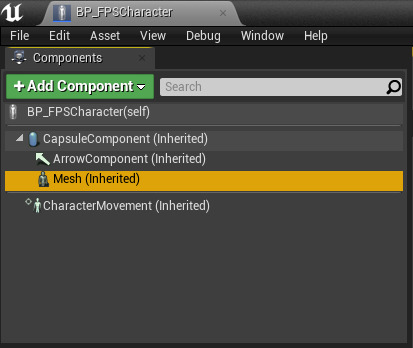 BP_FPSCharacter
File Edit Asset View Debug Window Help
Components
+Add Component Search
BP_FPSCharacter(self)
CapsuleComponent (Inherited)
ArrowComponent (Inherited)
Mesh (Inherited)
CharacterMovement (Inherited)